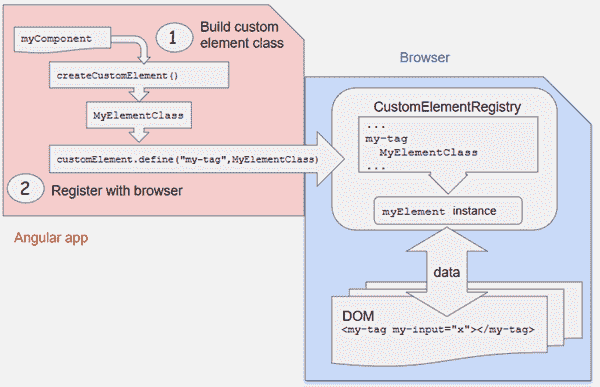 myComponent
1
Build custom
element class
createCustomElement()
MyElementClass
customElement.define("my-tag",MyElementClass)
2
Register with browser
Angular app
Browser
CustomElementRegistry
...
my-tag
MyElementClass
...
myElement instance
data
DOM
<my-tag my-input="x"></my-tag>